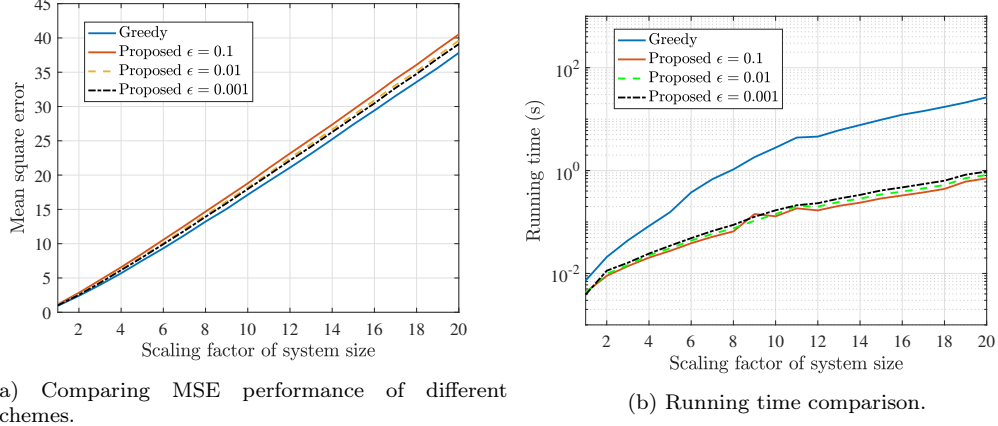 45
40
35
30
25
20
15
10
5
0
Mean square error
Greedy
Proposed ϵ = 0.1
Proposed ϵ = 0.01
Proposed ϵ = 0.001
2 4 6 8 10 12 14 16 18 20
Scaling factor of system size
a) Comparing MSE performance of different
chemes.
10^2
10^0
10^-2
Running time (s)
Greedy
Proposed ϵ = 0.1
Proposed ϵ = 0.01
Proposed ϵ = 0.001
2 4 6 8 10 12 14 16 18 20
Scaling factor of system size
(b) Running time comparison.